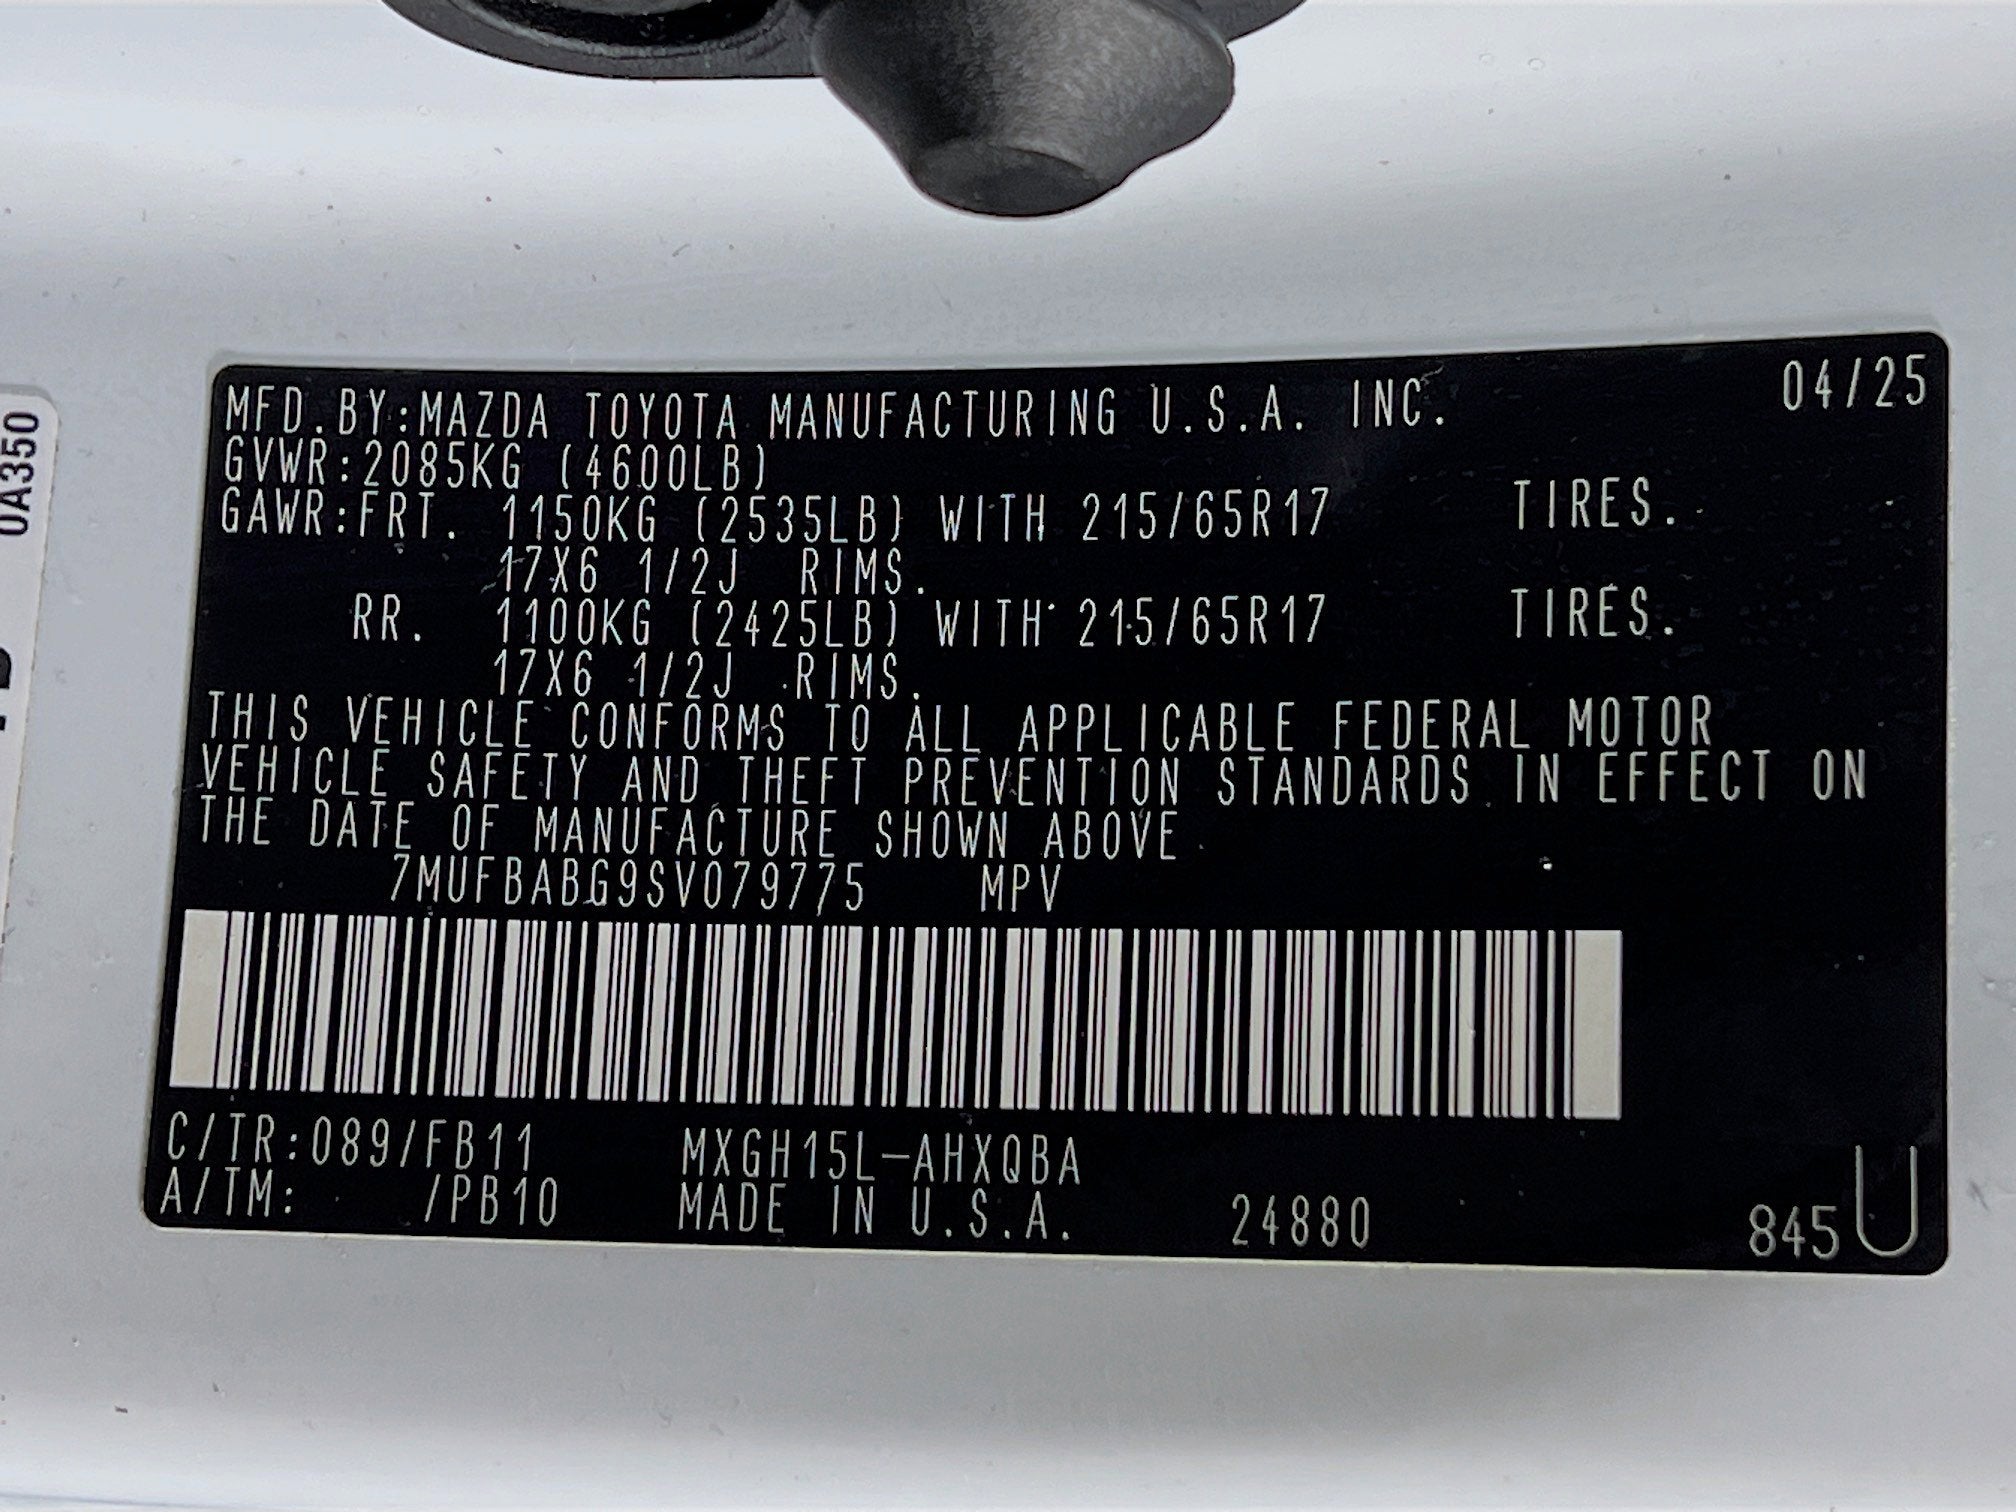 MFD.BY:MAZDA TOYOTA MANUFACTURING U.S.A. INC. 04/25
GVWR:2085KG (4600LB)
GAWR:FRT. 1150KG (2535LB) WITH 215/65R17 TIRES.
17X6 1/2J RIMS.
RR. 1100KG (2425LB) WITH 215/65R17 TIRES.
17X6 1/2J RIMS.
THIS VEHICLE CONFORMS TO ALL APPLICABLE FEDERAL MOTOR
VEHICLE SAFETY AND THEFT PREVENTION STANDARDS IN EFFECT ON
THE DATE OF MANUFACTURE SHOWN ABOVE.
7MUFBABG9SV079775 MPV
C/TR:089/FB11 MXGH15L-AHXQBA
A/TM: /PB10 MADE IN U.S.A. 24880 845U
0A350